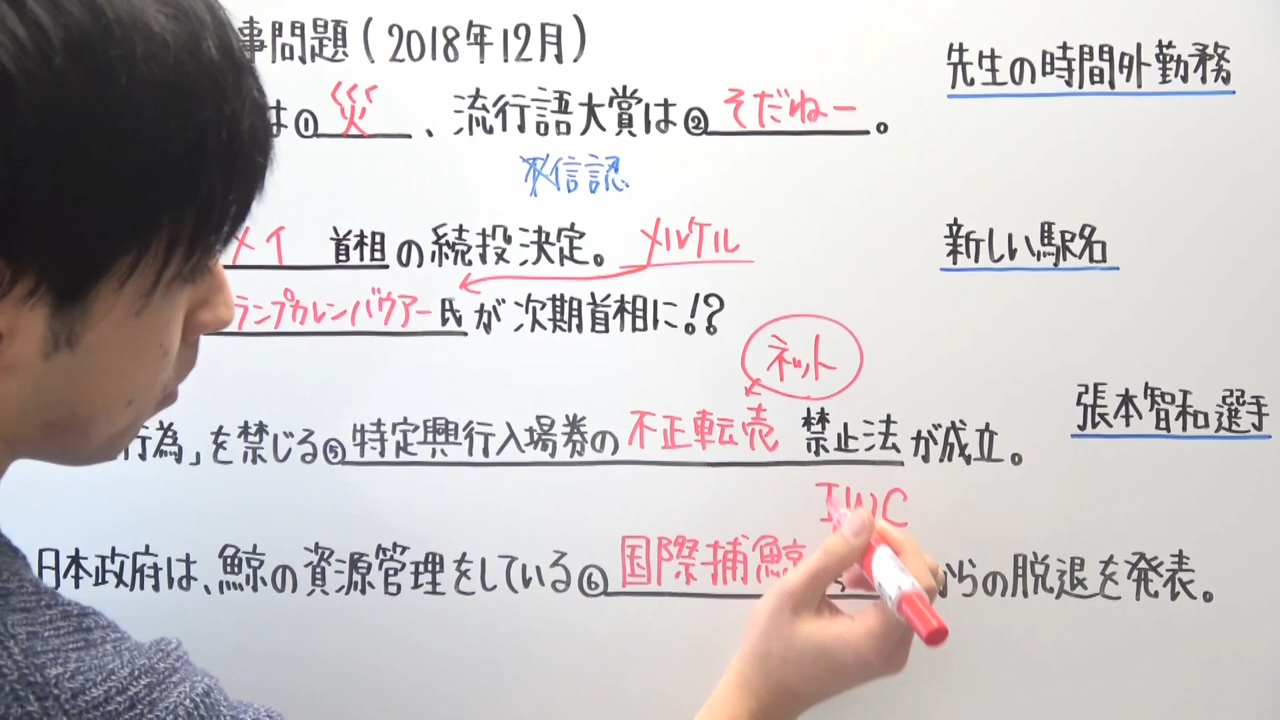 事問題(2018年12月)
は①災、流行語大賞は②そだねー。
不信認
メイ 首相の続投決定。メルケル
ランプカレンバウアー氏が次期首相に!?
ネット
行為」を禁じる⑤特定興行入場券の不正転売 禁止法が成立。
IWC
日本政府は、鯨の資源管理をしている⑥国際捕鯨 からの脱退を発表。
先生の時間外勤務
新しい駅名
張本智和選手